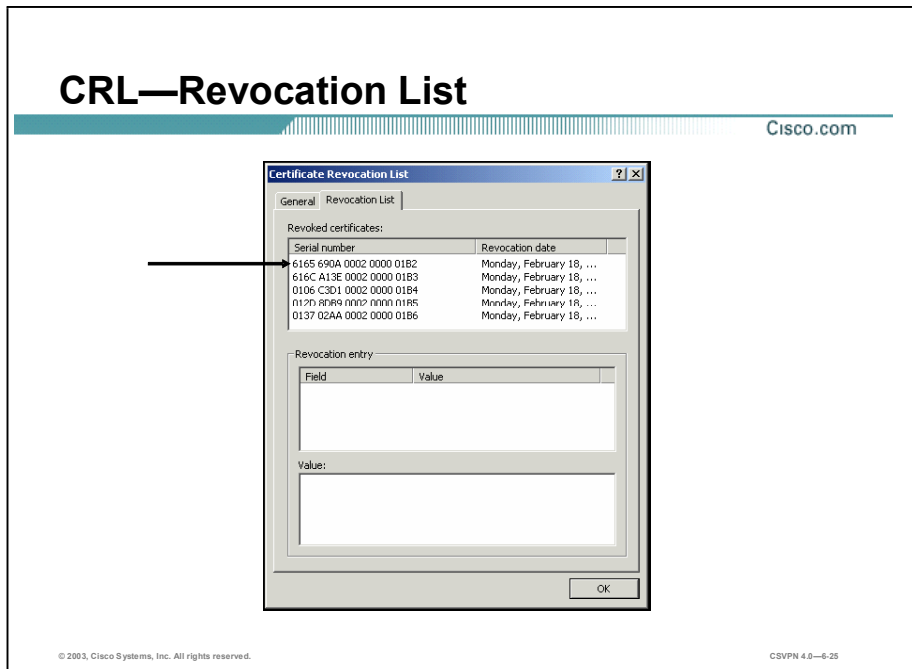 CRL—Revocation List
Cisco.com
Certificate Revocation List
General Revocation List
Revoked certificates:
Serial number Revocation date
6165 690A 0002 0000 01B2 Monday, February 18, ...
616C A13E 0002 0000 01B3 Monday, February 18, ...
0106 C3D1 0002 0000 01B4 Monday, February 18, ...
012D 8DB9 0002 0000 01B5 Monday, February 18, ...
0137 02AA 0002 0000 01B6 Monday, February 18, ...
Revocation entry
Field Value
Value:
OK
© 2003, Cisco Systems, Inc. All rights reserved.
CSVPN 4.0—6-25